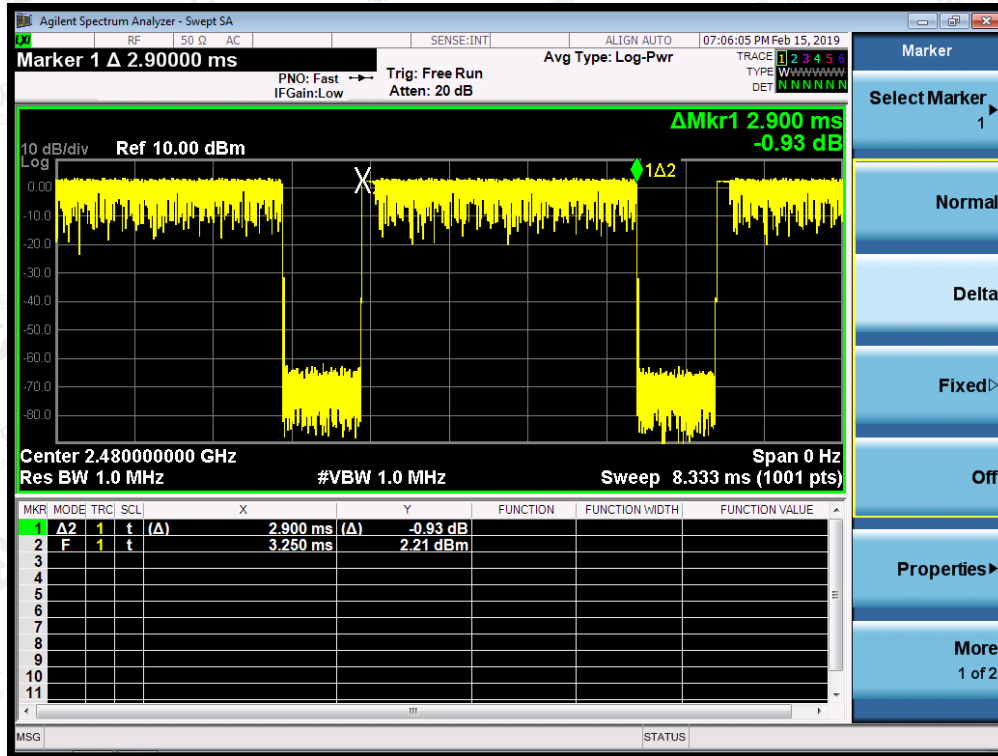 Agilent Spectrum Analyzer - Swept SA
LXI RF 50 Ω AC SENSE:INT ALIGN AUTO 07:06:05 PM Feb 15, 2019
Marker 1 Δ 2.90000 ms
PNO: Fast
IFGain:Low
Trig: Free Run
Atten: 20 dB
Avg Type: Log-Pwr
TRACE 1 2 3 4 5 6
TYPE WWWWWW
DET N N N N N N
Marker
Select Marker
1
Normal
Delta
Fixed
Off
Properties
More
1 of 2
ΔMkr1 2.900 ms
-0.93 dB
10 dB/div Ref 10.00 dBm
Log
0.00
-10.0
-20.0
-30.0
-40.0
-50.0
-60.0
-70.0
-80.0
X
1Δ2
Center 2.480000000 GHz Span 0 Hz
Res BW 1.0 MHz #VBW 1.0 MHz Sweep 8.333 ms (1001 pts)
MKR MODE TRC SCL X Y FUNCTION FUNCTION WIDTH FUNCTION VALUE
1 Δ2 1 t (Δ) 2.900 ms (Δ) -0.93 dB
2 F 1 t 3.250 ms 2.21 dBm
3
4
5
6
7
8
9
10
11
MSG STATUS